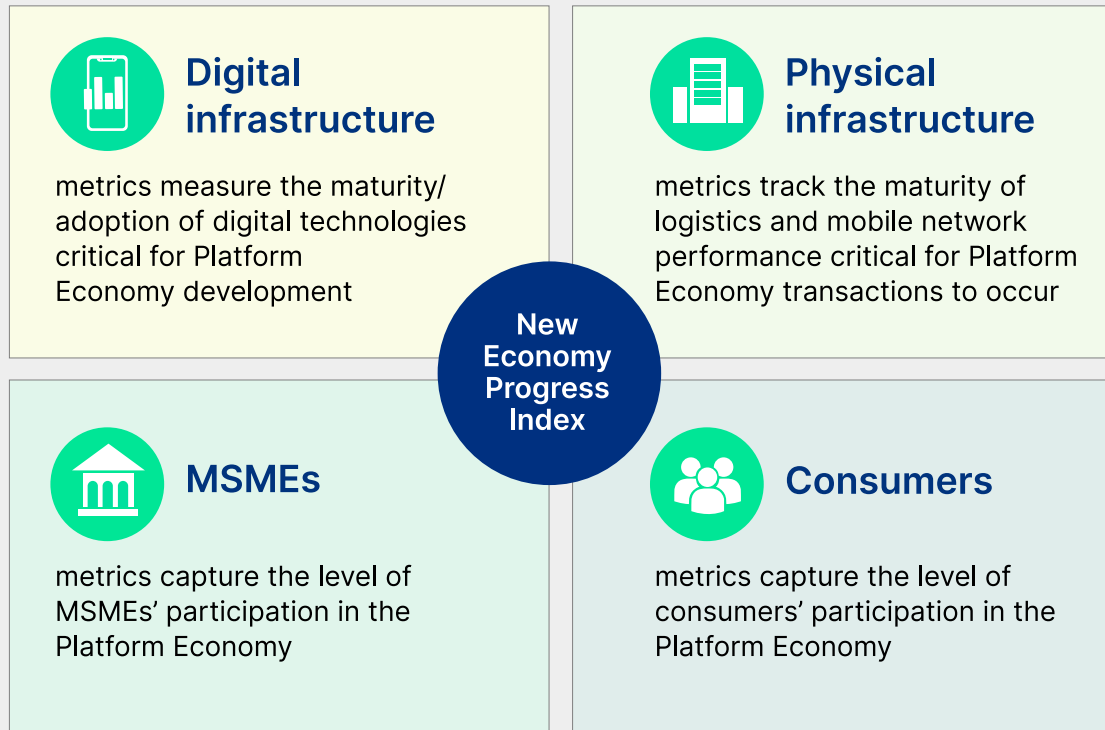 Digital
infrastructure
metrics measure the maturity/
adoption of digital technologies
critical for Platform
Economy development
Physical
infrastructure
metrics track the maturity of
logistics and mobile network
performance critical for Platform
Economy transactions to occur
New
Economy
Progress
Index
MSMEs
metrics capture the level of
MSMEs’ participation in the
Platform Economy
Consumers
metrics capture the level of
consumers’ participation in the
Platform Economy